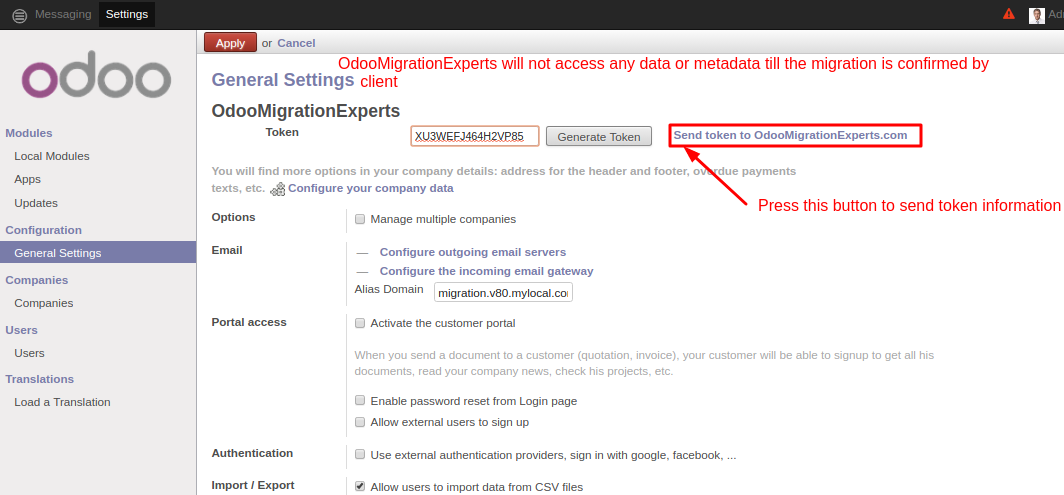 Messaging Settings Adm
odoo
Apply or Cancel
General Settings
OdooMigrationExperts will not access any data or metadata till the migration is confirmed by
client
OdooMigrationExperts
Token XU3WEFJ464H2VP85 Generate Token Send token to OdooMigrationExperts.com
You will find more options in your company details: address for the header and footer, overdue payments
texts, etc. Configure your company data
Press this button to send token information
Modules
Local Modules
Apps
Updates
Configuration
General Settings
Companies
Companies
Users
Users
Translations
Load a Translation
Options Manage multiple companies
Email — Configure outgoing email servers
— Configure the incoming email gateway
Alias Domain migration.v80.mylocal.co
Portal access Activate the customer portal
When you send a document to a customer (quotation, invoice), your customer will be able to signup to get all his
documents, read your company news, check his projects, etc.
Enable password reset from Login page
Allow external users to sign up
Authentication Use external authentication providers, sign in with google, facebook, ...
Import / Export Allow users to import data from CSV files